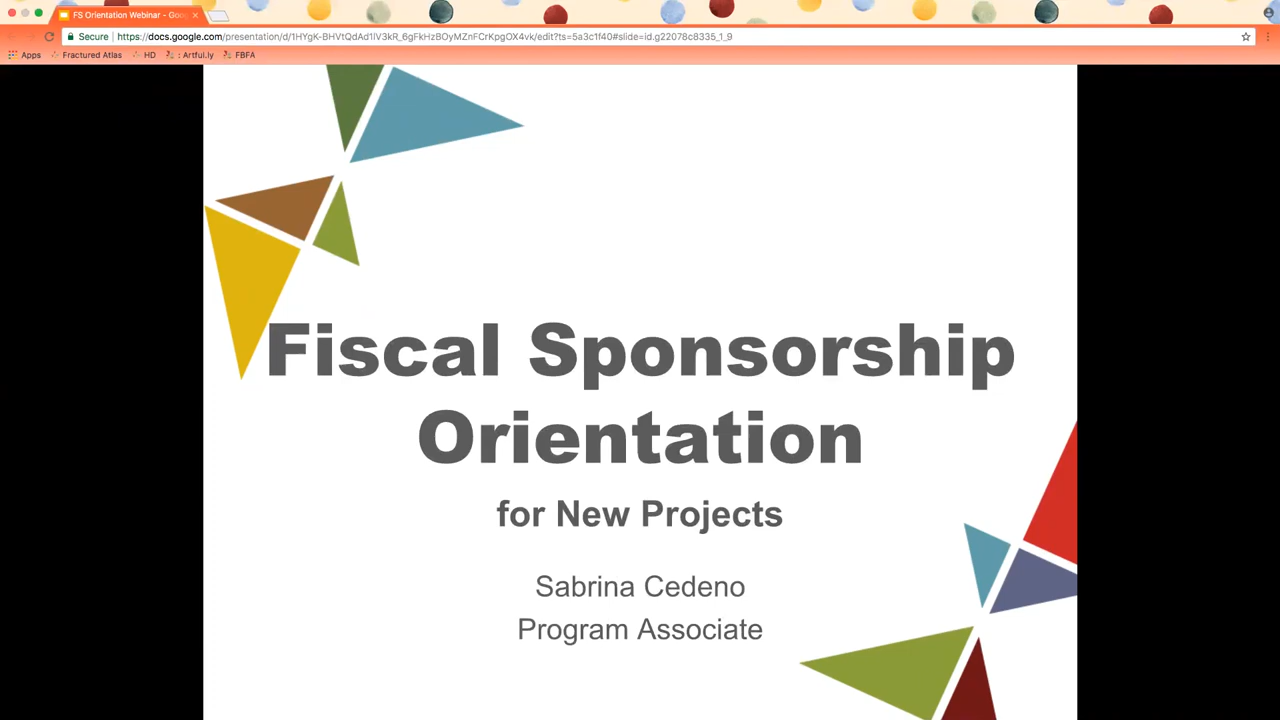 FS Orientation Webinar - Goo
Secure
https://docs.google.com/presentation/d/1HYgK-BHVtQdAd1lV3kR_6gFkHzBOyMZnFCrKpgOX4vk/edit?ts=5a3c1f40#slide=id.g22078c8335_1_9
Apps Fractured Atlas HD : Artful.ly FBFA
Fiscal Sponsorship
Orientation
for New Projects
Sabrina Cedeno
Program Associate